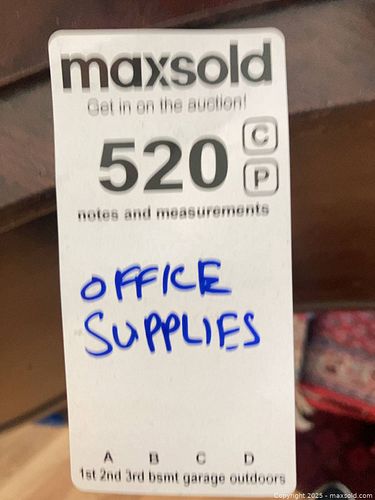 maxsold
Get in on the auction!
520
C
P
notes and measurements
OFFICE
SUPPLIES
A B C D
1st 2nd 3rd bsmt garage outdoors
Copyright 2025 - maxsold.com